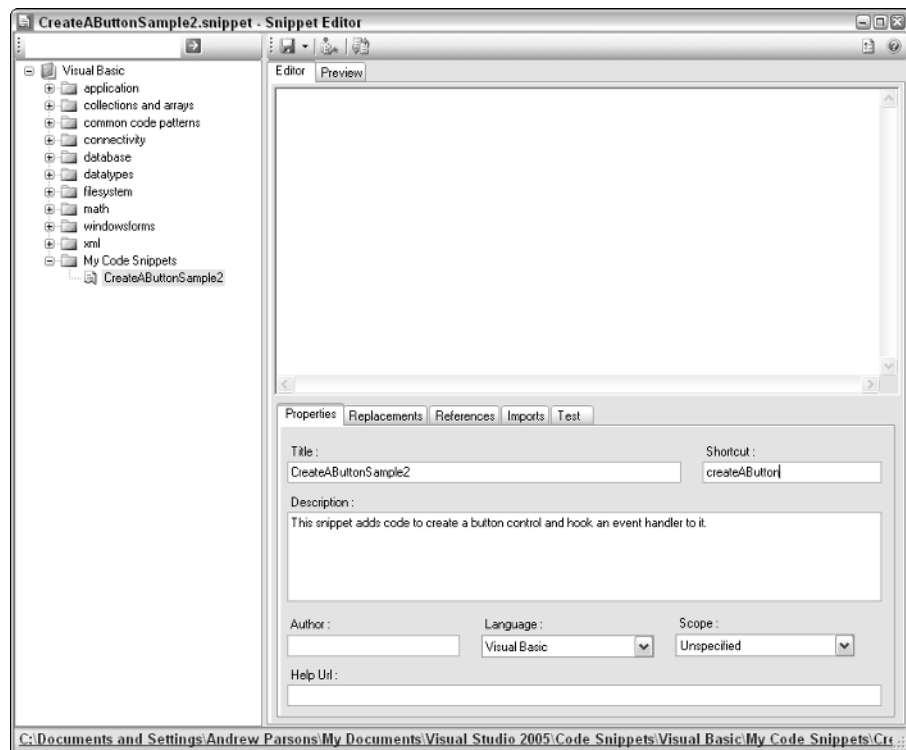 CreateAButtonSample2.snippet - Snippet Editor
Visual Basic
application
collections and arrays
common code patterns
connectivity
database
datatypes
filesystem
math
windowsforms
xml
My Code Snippets
CreateAButtonSample2
Editor
Preview
Properties
Replacements
References
Imports
Test
Title :
Shortcut :
CreateAButtonSample2
createAButton
Description :
This snippet adds code to create a button control and hook an event handler to it.
Author :
Language :
Scope :
Visual Basic
Unspecified
Help Url :
C:\Documents and Settings\Andrew Parsons\My Documents\Visual Studio 2005\Code Snippets\Visual Basic\My Code Snippets\Cre